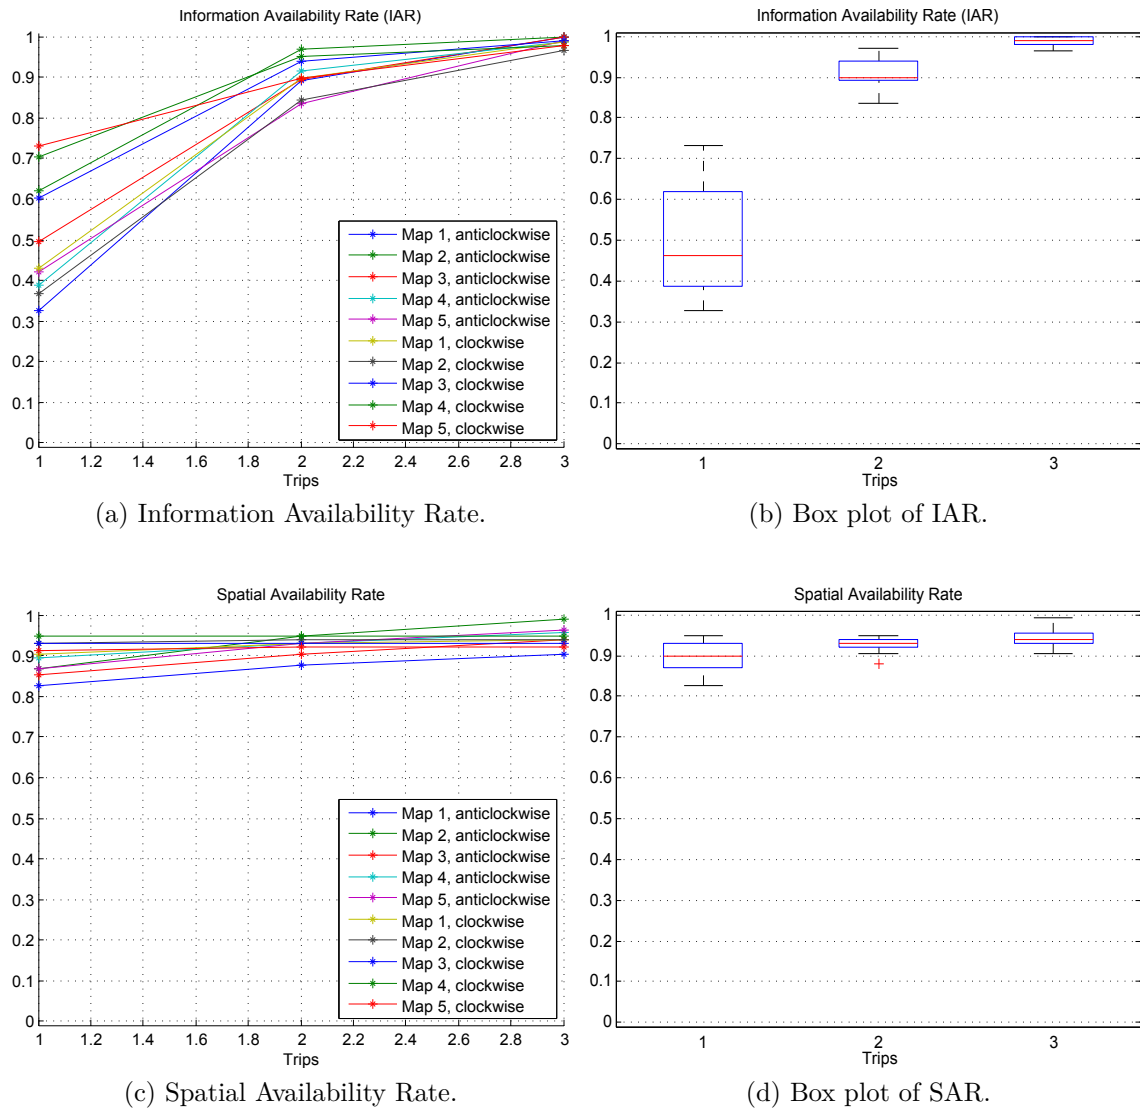 Information Availability Rate (IAR)
1
0.9
0.8
0.7
0.6
0.5
0.4
0.3
0.2
0.1
0
Map 1, anticlockwise
Map 2, anticlockwise
Map 3, anticlockwise
Map 4, anticlockwise
Map 5, anticlockwise
Map 1, clockwise
Map 2, clockwise
Map 3, clockwise
Map 4, clockwise
Map 5, clockwise
1 1.2 1.4 1.6 1.8 2 2.2 2.4 2.6 2.8 3
Trips
(a) Information Availability Rate.
Information Availability Rate (IAR)
1
0.9
0.8
0.7
0.6
0.5
0.4
0.3
0.2
0.1
0
1 2 3
Trips
(b) Box plot of IAR.
Spatial Availability Rate
1
0.9
0.8
0.7
0.6
0.5
0.4
0.3
0.2
0.1
0
Map 1, anticlockwise
Map 2, anticlockwise
Map 3, anticlockwise
Map 4, anticlockwise
Map 5, anticlockwise
Map 1, clockwise
Map 2, clockwise
Map 3, clockwise
Map 4, clockwise
Map 5, clockwise
1 1.2 1.4 1.6 1.8 2 2.2 2.4 2.6 2.8 3
Trips
(c) Spatial Availability Rate.
Spatial Availability Rate
1
0.9
0.8
0.7
0.6
0.5
0.4
0.3
0.2
0.1
0
1 2 3
Trips
(d) Box plot of SAR.